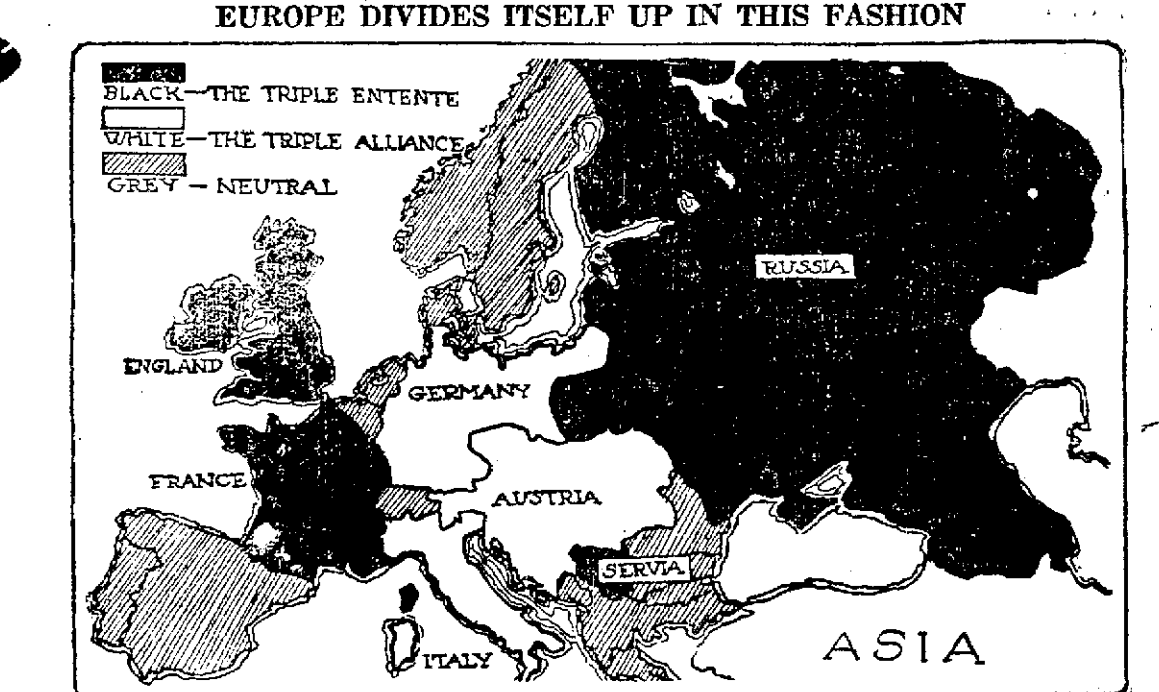 EUROPE DIVIDES ITSELF UP IN THIS FASHION
BLACK—THE TRIPLE ENTENTE
WHITE—THE TRIPLE ALLIANCE
GREY — NEUTRAL
RUSSIA
ENGLAND
GERMANY
FRANCE
AUSTRIA
SERVIA
ITALY
ASIA